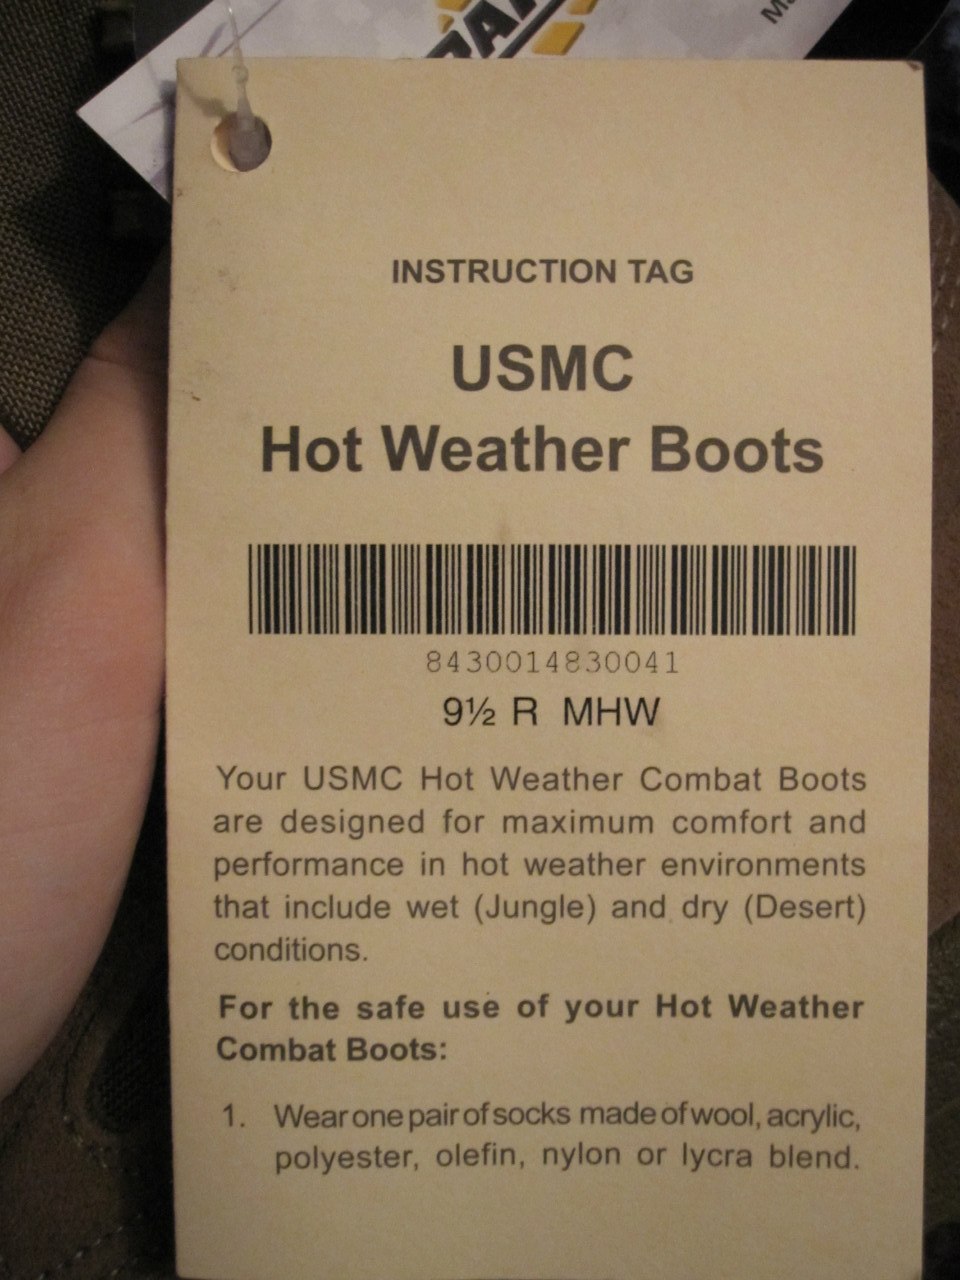 INSTRUCTION TAG
USMC
Hot Weather Boots
8430014830041
9½ R MHW
Your USMC Hot Weather Combat Boots
are designed for maximum comfort and
performance in hot weather environments
that include wet (Jungle) and dry (Desert)
conditions.
For the safe use of your Hot Weather
Combat Boots:
1. Wear one pair of socks made of wool, acrylic,
polyester, olefin, nylon or lycra blend.